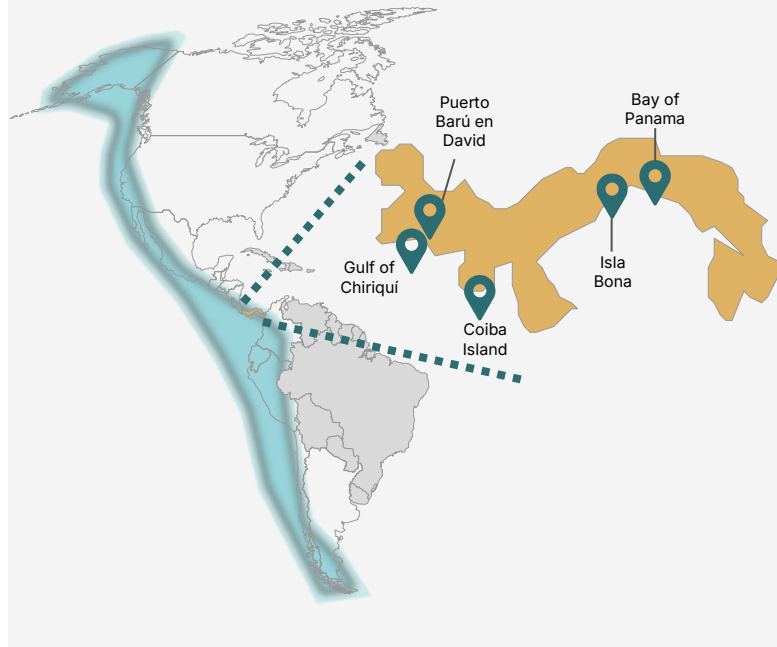 Puerto
Barú en
David
Bay of
Panama
Gulf of
Chiriquí
Isla
Bona
Coiba
Island